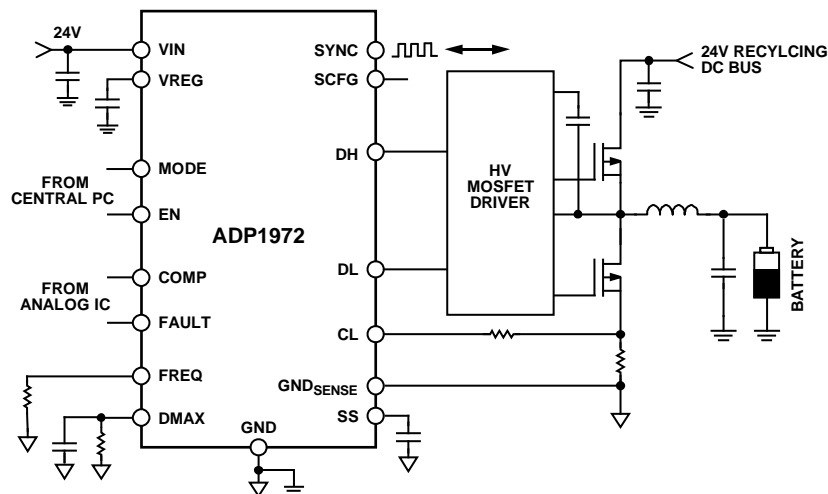 24V
VIN
VREG
MODE
FROM
CENTRAL PC
EN
COMP
FROM
ANALOG IC
FAULT
FREQ
DMAX
ADP1972
GND
SYNC
SCFG
DH
DL
CL
GNDSENSE
SS
HV
MOSFET
DRIVER
24V RECYLCING
DC BUS
BATTERY